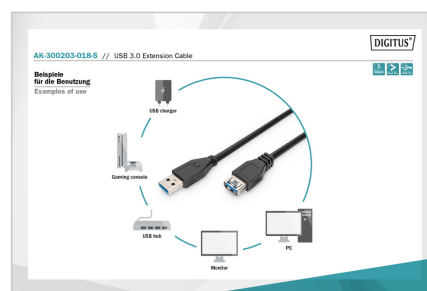 DIGITUS®
AK-300203-018-S // USB 3.0 Extension Cable
Beispiele
für die Benutzung
Examples of use
USB charger
Gaming console
USB hub
Monitor
PC